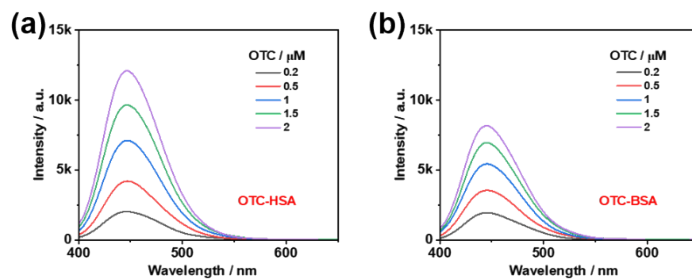 (a)
15k
10k
5k
0
Intensity / a.u.
400
500
600
Wavelength / nm
OTC / μM
0.2
0.5
1
1.5
2
OTC-HSA
(b)
15k
10k
5k
0
Intensity / a.u.
400
500
600
Wavelength / nm
OTC / μM
0.2
0.5
1
1.5
2
OTC-BSA